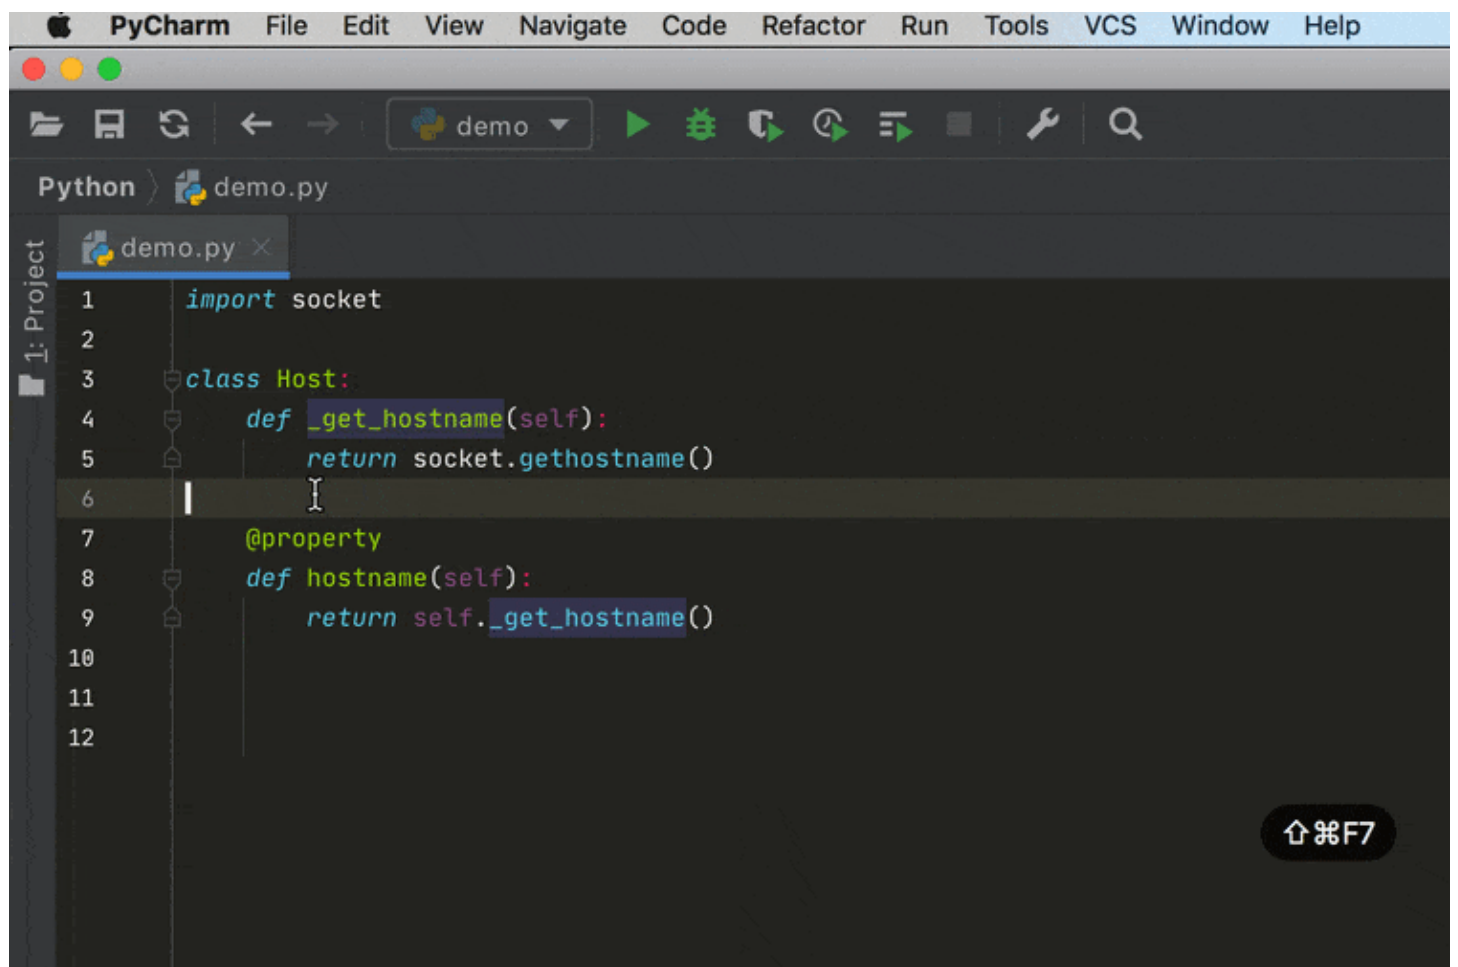 PyCharm File Edit View Navigate Code Refactor Run Tools VCS Window Help
demo
Python demo.py
demo.py
1: Project
1 import socket
2
3 class Host:
4 def _get_hostname(self):
5 return socket.gethostname()
6
7 @property
8 def hostname(self):
9 return self._get_hostname()
10
11
12
⇧⌘F7